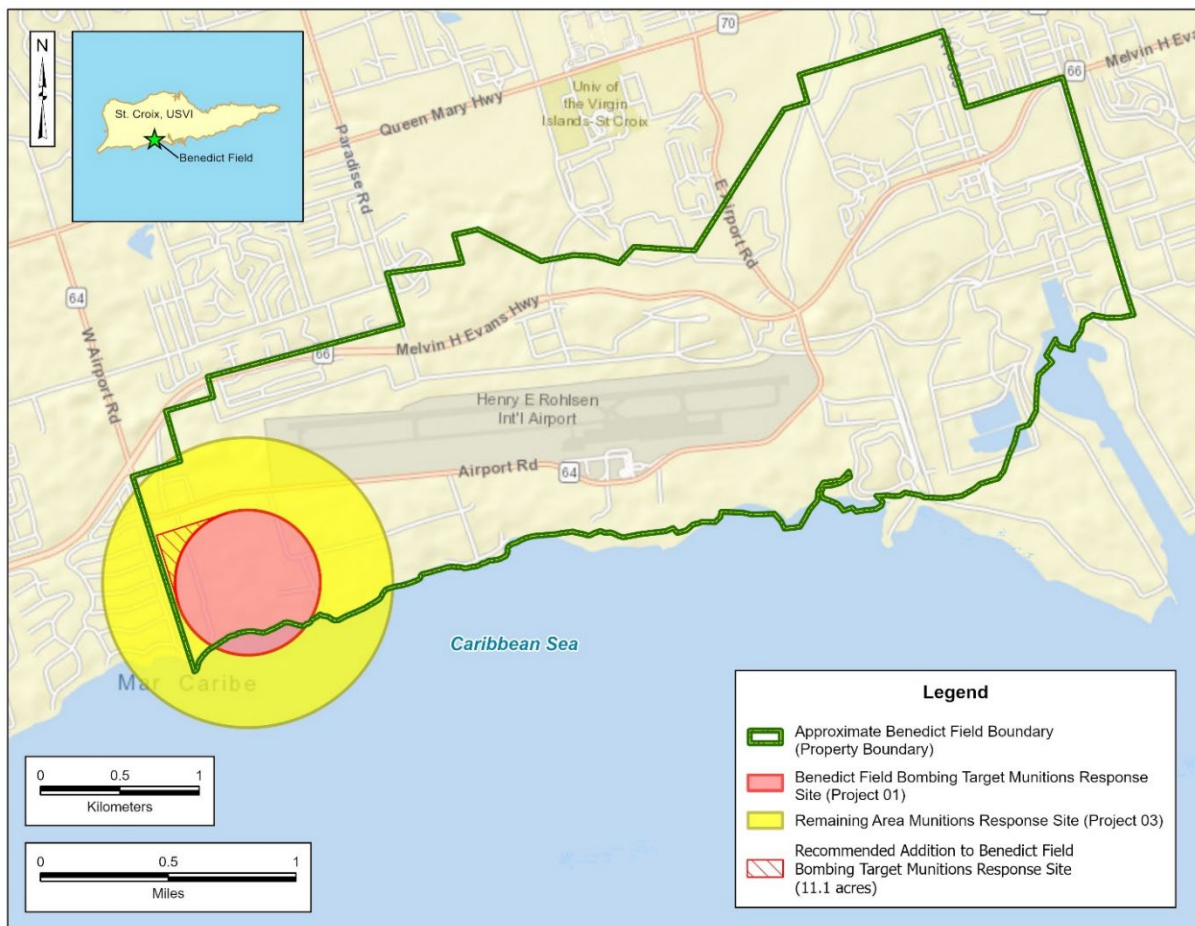 N
St. Croix, USVI
Benedict Field
70
Univ of
the Virgin
Islands-St Croix
66
Melvin H Evans
Queen Mary Hwy
Paradise Rd
E Airport Rd
64
W Airport Rd
Melvin H Evans Hwy
66
Henry E Rohlsen
Int'l Airport
Airport Rd
64
Caribbean Sea
Mar Caribe
0 0.5 1
Kilometers
0 0.5 1
Miles
Legend
Approximate Benedict Field Boundary
(Property Boundary)
Benedict Field Bombing Target Munitions Response
Site (Project 01)
Remaining Area Munitions Response Site (Project 03)
Recommended Addition to Benedict Field
Bombing Target Munitions Response Site
(11.1 acres)